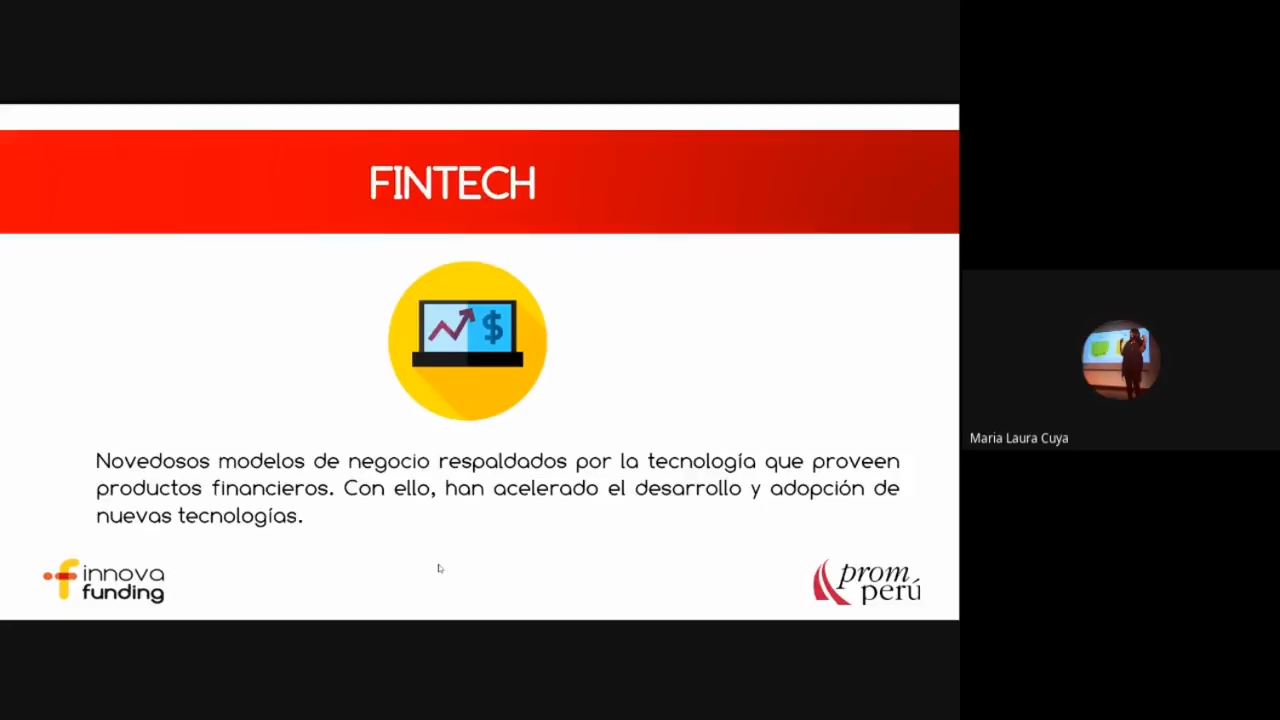 FINTECH
$
Novedosos modelos de negocio respaldados por la tecnología que proveen
productos financieros. Con ello, han acelerado el desarrollo y adopción de
nuevas tecnologías.
innova
funding
prom
perú
Maria Laura Cuya